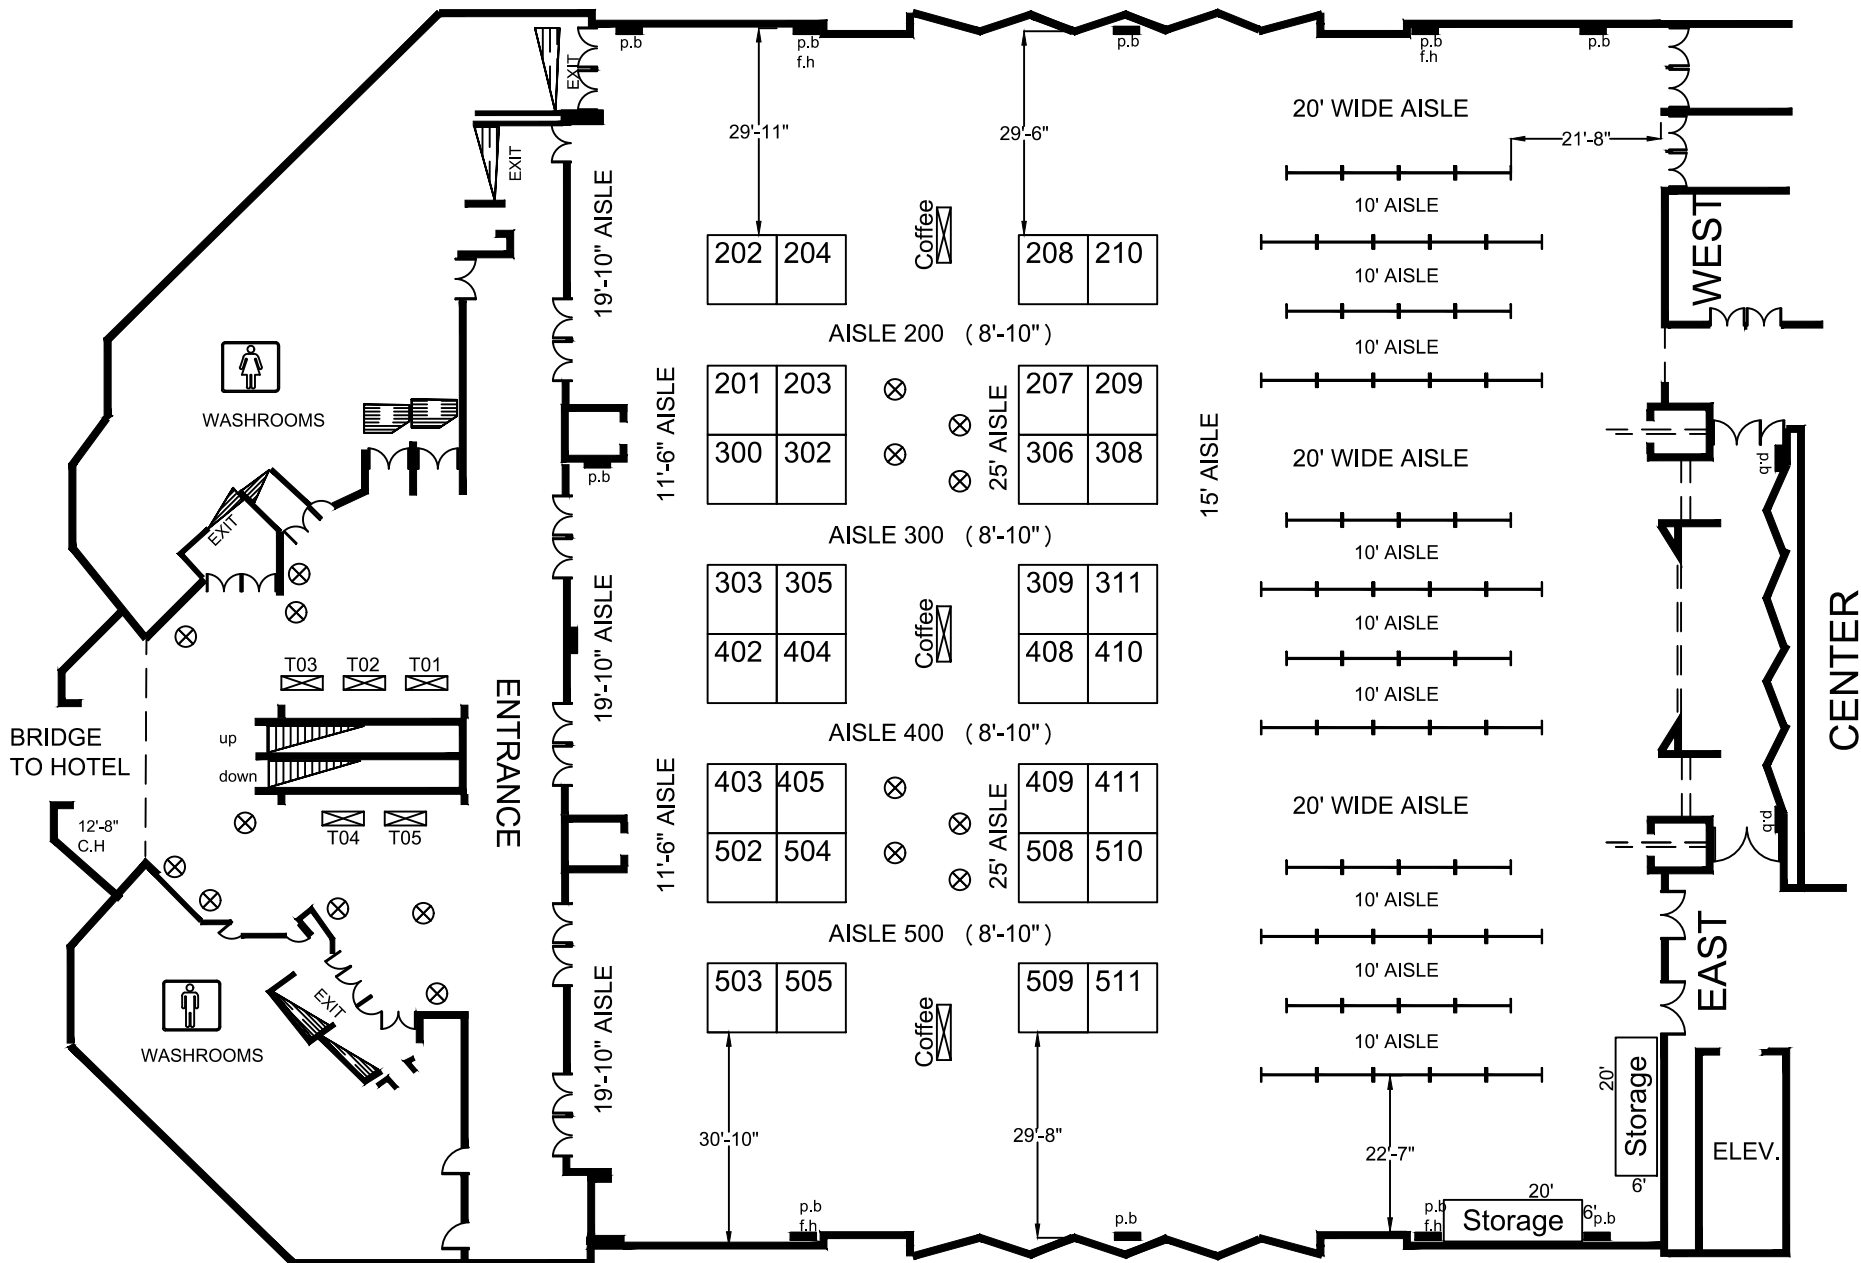 p.b
p.b
f.h
p.b
p.b
f.h
p.b
EXIT
EXIT
29'-11"
29'-6"
20' WIDE AISLE
21'-8"
19'-10" AISLE
Coffee
10' AISLE
WEST
202 204
208 210
10' AISLE
AISLE 200 (8'-10")
10' AISLE
WASHROOMS
11'-6" AISLE
201 203
25' AISLE
207 209
300 302
306 308
15' AISLE
20' WIDE AISLE
p.b
p.b
EXIT
AISLE 300 (8'-10")
10' AISLE
19'-10" AISLE
303 305
Coffee
309 311
10' AISLE
402 404
408 410
10' AISLE
CENTER
T03 T02 T01
ENTRANCE
BRIDGE
TO HOTEL
up
down
AISLE 400 (8'-10")
11'-6" AISLE
403 405
25' AISLE
409 411
20' WIDE AISLE
p.b
12'-8"
C.H
T04 T05
502 504
508 510
10' AISLE
AISLE 500 (8'-10")
EAST
10' AISLE
19'-10" AISLE
503 505
509 511
Coffee
EXIT
WASHROOMS
10' AISLE
20'
Storage
6'
ELEV.
30'-10"
29'-8"
22'-7"
p.b
f.h
p.b
p.b
f.h
20'
Storage
6'
p.b